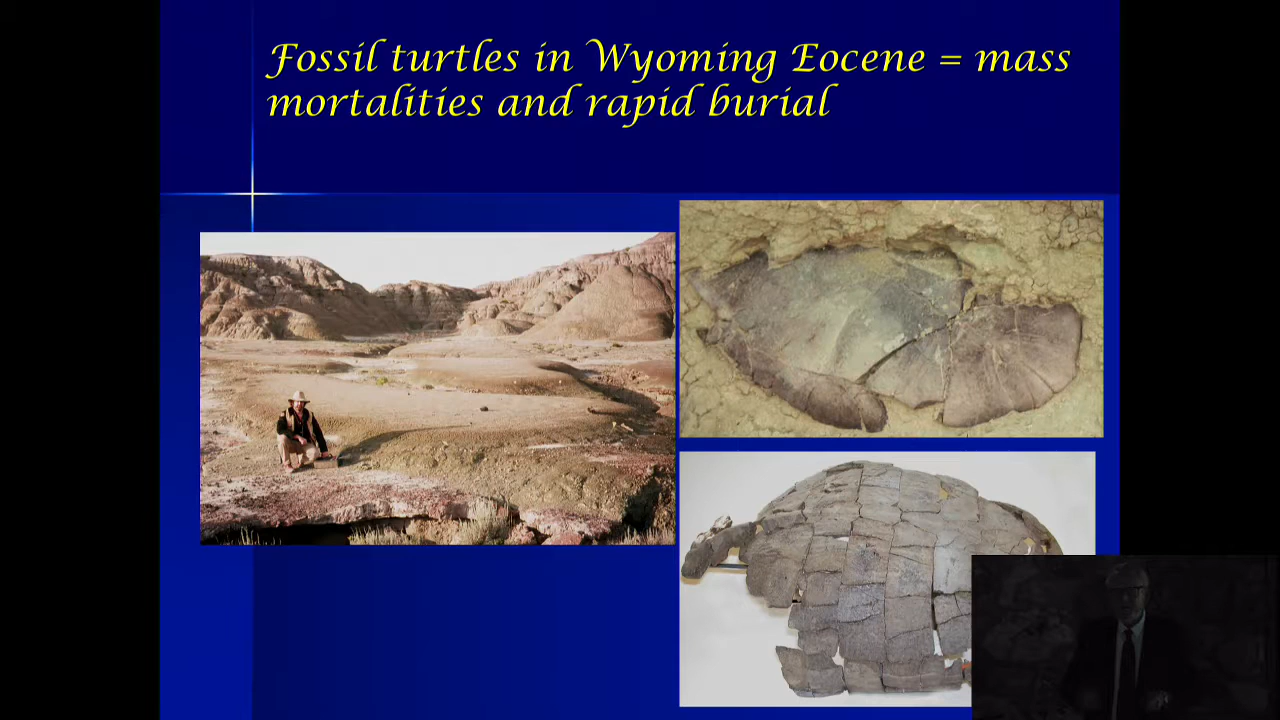 Fossil turtles in Wyoming Eocene = mass
mortalities and rapid burial